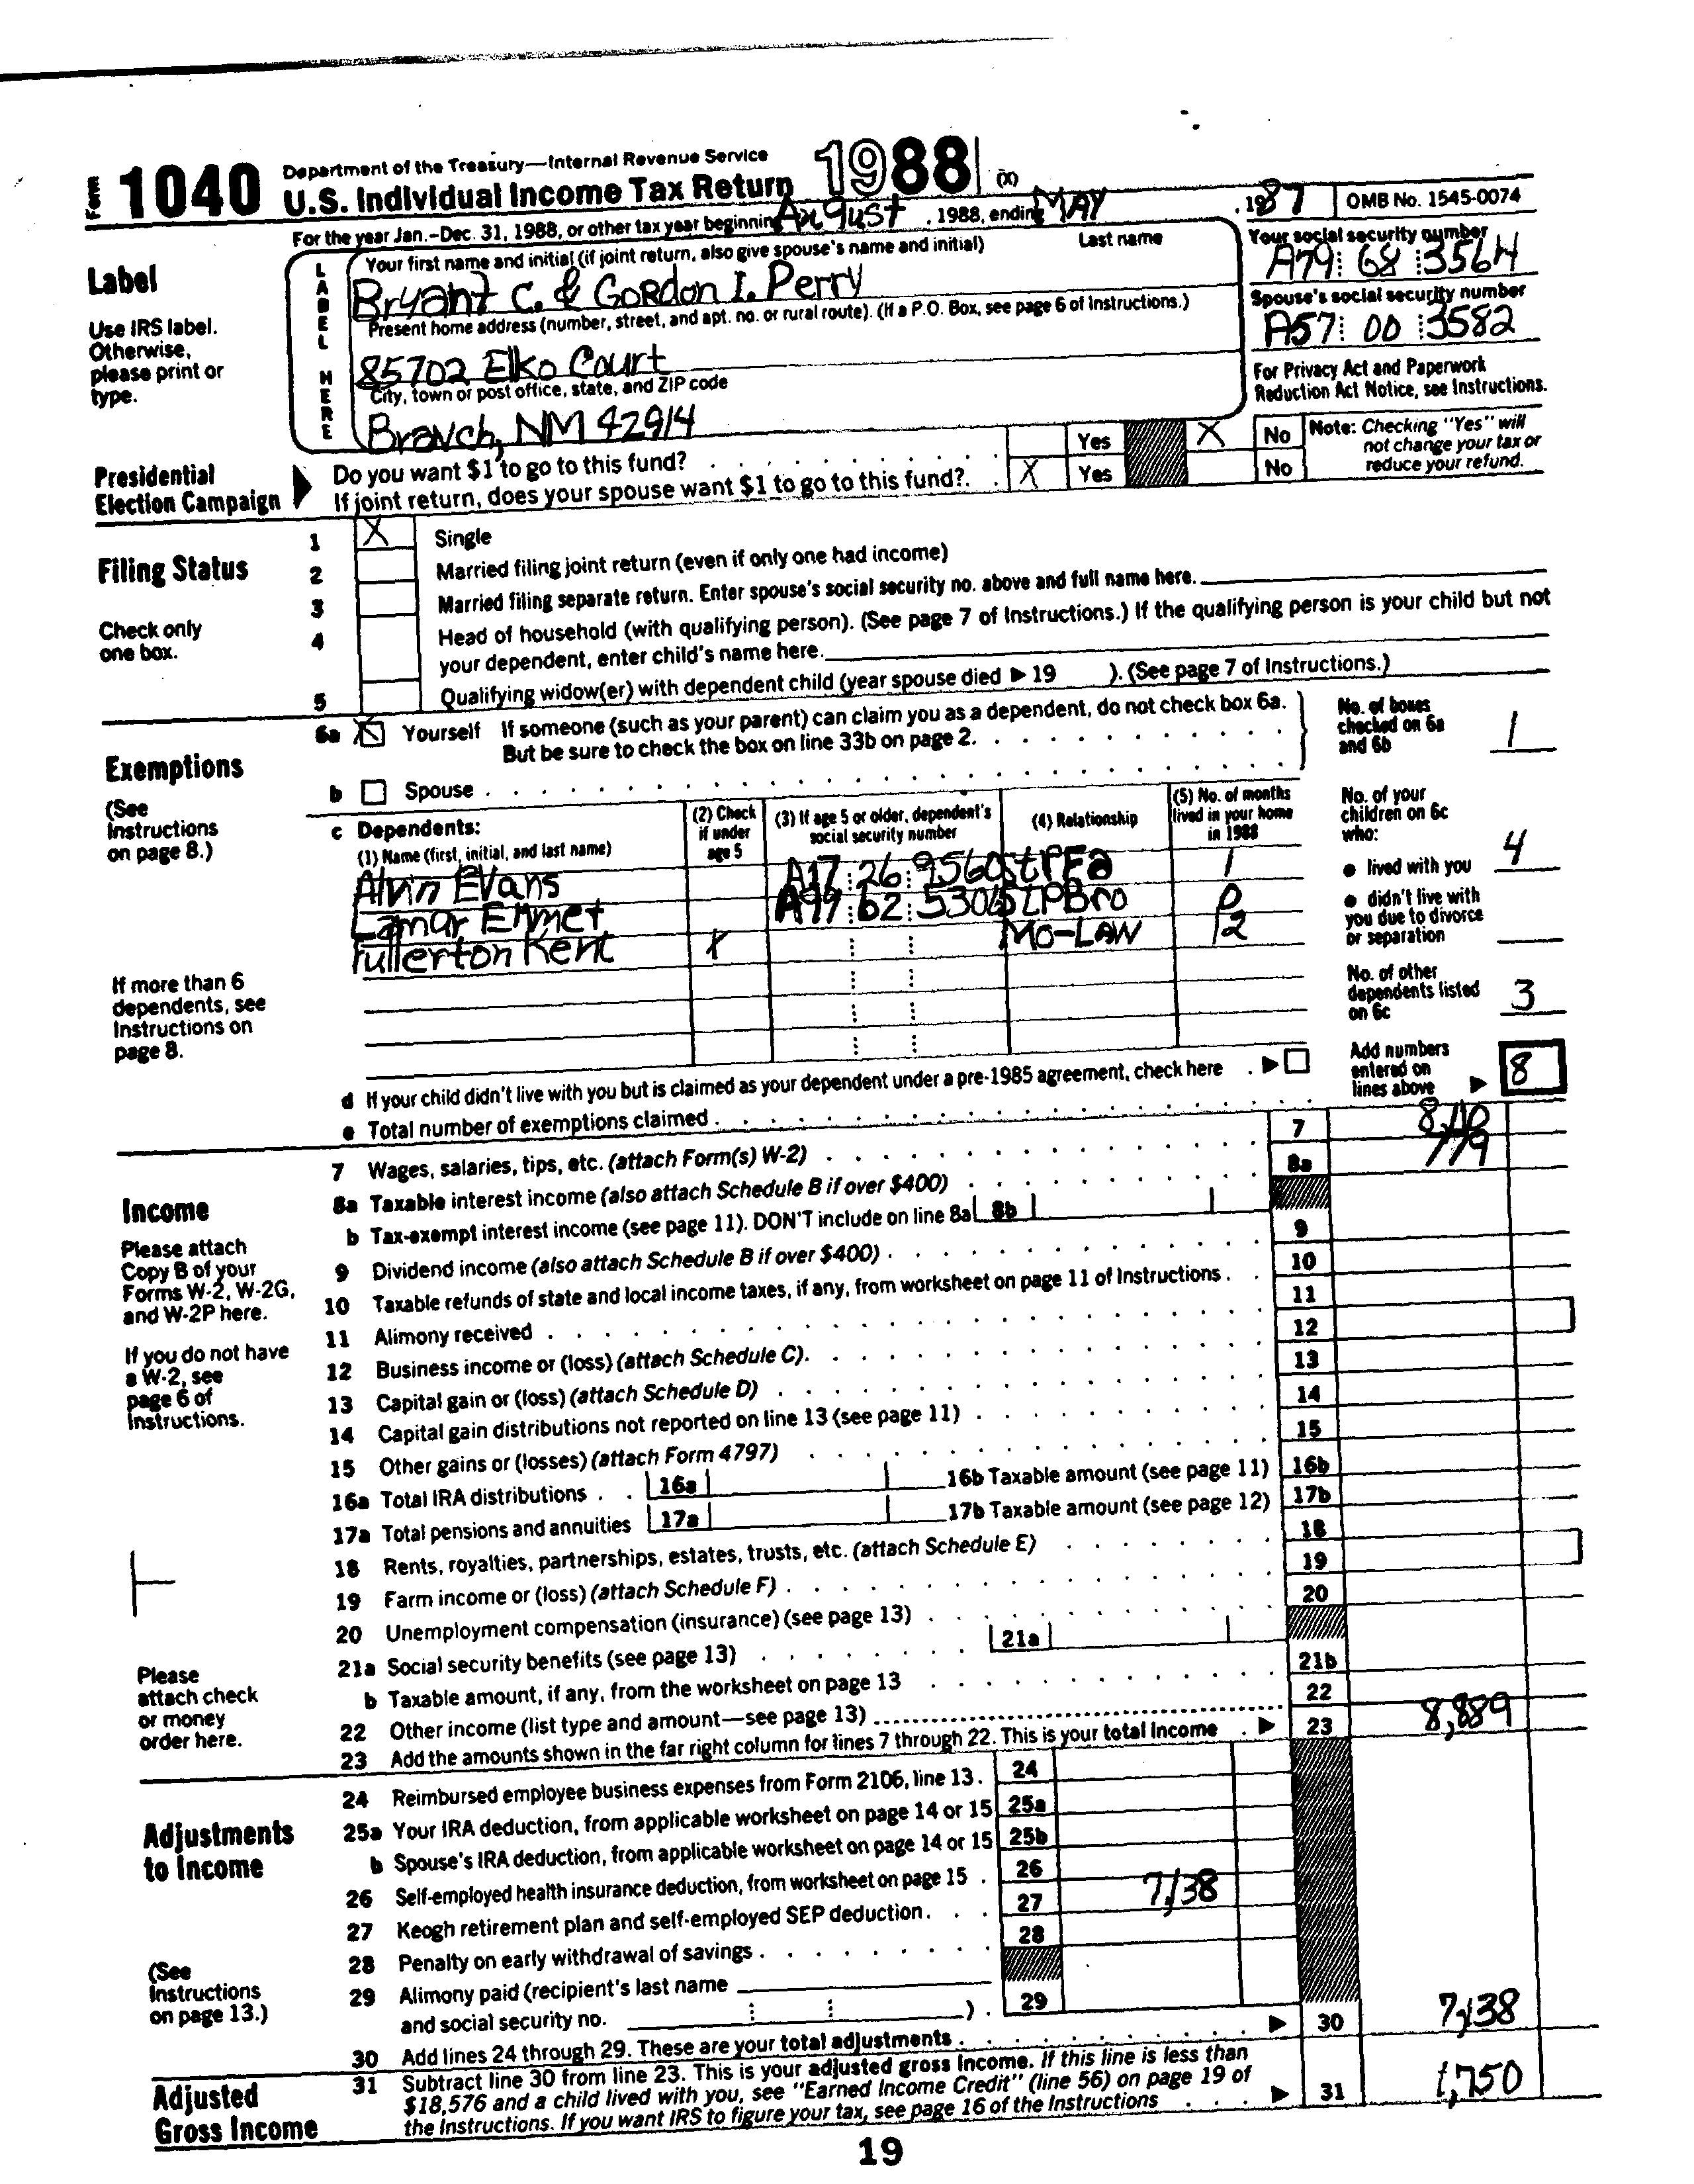 Form 1040 Department of the Treasury—Internal Revenue Service
U.S. Individual Income Tax Return 1988 (X)
For the year Jan.–Dec. 31, 1988, or other tax year beginning August , 1988, ending MAY , 1987 OMB No. 1545-0074
Label
Use IRS label. Otherwise, please print or type.
LABEL HERE
Your first name and initial (if joint return, also give spouse's name and initial) Last name
Bryant C. & Gordon I. Perry
Your social security number
A79 68 3564
Present home address (number, street, and apt. no. or rural route). (If a P.O. Box, see page 6 of Instructions.)
85702 Elko Court
Spouse's social security number
A57 00 3582
City, town or post office, state, and ZIP code
Branch, NM 42914
For Privacy Act and Paperwork Reduction Act Notice, see Instructions.
Presidential Election Campaign
Do you want $1 to go to this fund? Yes X No
If joint return, does your spouse want $1 to go to this fund? X Yes No
Note: Checking "Yes" will not change your tax or reduce your refund.
Filing Status
Check only one box.
1 X Single
2 Married filing joint return (even if only one had income)
3 Married filing separate return. Enter spouse's social security no. above and full name here.
4 Head of household (with qualifying person). (See page 7 of Instructions.) If the qualifying person is your child but not
your dependent, enter child's name here.
5 Qualifying widow(er) with dependent child (year spouse died ▶ 19 ). (See page 7 of Instructions.)
Exemptions
(See Instructions on page 8.)
6a X Yourself If someone (such as your parent) can claim you as a dependent, do not check box 6a.
But be sure to check the box on line 33b on page 2.
b Spouse
No. of boxes checked on 6a and 6b 1
c Dependents:
(1) Name (first, initial, and last name) (2) Check if under age 5 (3) If age 5 or older, dependent's social security number (4) Relationship (5) No. of months lived in your home in 1988
Alvin Evans A17 26 9560 StPFa 1
Lamar Emmet A99 62 5306 StPBro
Fullerton Kent X Mo-LAW 12
No. of your children on 6c who:
● lived with you 4
● didn't live with you due to divorce or separation
No. of other dependents listed on 6c 3
If more than 6 dependents, see Instructions on page 8.
d If your child didn't live with you but is claimed as your dependent under a pre-1985 agreement, check here ▶
e Total number of exemptions claimed
Add numbers entered on lines above ▶ 8
Income
Please attach Copy B of your Forms W-2, W-2G, and W-2P here.
If you do not have a W-2, see page 6 of Instructions.
Please attach check or money order here.
7 Wages, salaries, tips, etc. (attach Form(s) W-2) 7 8,110
8a Taxable interest income (also attach Schedule B if over $400) 8a 779
b Tax-exempt interest income (see page 11). DON'T include on line 8a 8b
9 Dividend income (also attach Schedule B if over $400) 9
10 Taxable refunds of state and local income taxes, if any, from worksheet on page 11 of Instructions 10
11 Alimony received 11
12 Business income or (loss) (attach Schedule C) 12
13 Capital gain or (loss) (attach Schedule D) 13
14 Capital gain distributions not reported on line 13 (see page 11) 14
15 Other gains or (losses) (attach Form 4797) 15
16a Total IRA distributions 16a 16b Taxable amount (see page 11) 16b
17a Total pensions and annuities 17a 17b Taxable amount (see page 12) 17b
18 Rents, royalties, partnerships, estates, trusts, etc. (attach Schedule E) 18
19 Farm income or (loss) (attach Schedule F) 19
20 Unemployment compensation (insurance) (see page 13) 20
21a Social security benefits (see page 13) 21a
b Taxable amount, if any, from the worksheet on page 13 21b
22 Other income (list type and amount—see page 13) 22
23 Add the amounts shown in the far right column for lines 7 through 22. This is your total income ▶ 23 8,889
Adjustments to Income
(See Instructions on page 13.)
24 Reimbursed employee business expenses from Form 2106, line 13. 24
25a Your IRA deduction, from applicable worksheet on page 14 or 15 25a
b Spouse's IRA deduction, from applicable worksheet on page 14 or 15 25b
26 Self-employed health insurance deduction, from worksheet on page 15 26
27 Keogh retirement plan and self-employed SEP deduction 27 7,138
28 Penalty on early withdrawal of savings 28
29 Alimony paid (recipient's last name
and social security no. ) 29
30 Add lines 24 through 29. These are your total adjustments ▶ 30 7,138
Adjusted Gross Income
31 Subtract line 30 from line 23. This is your adjusted gross income. If this line is less than
$18,576 and a child lived with you, see "Earned Income Credit" (line 56) on page 19 of
the Instructions. If you want IRS to figure your tax, see page 16 of the Instructions ▶ 31 1,750
19